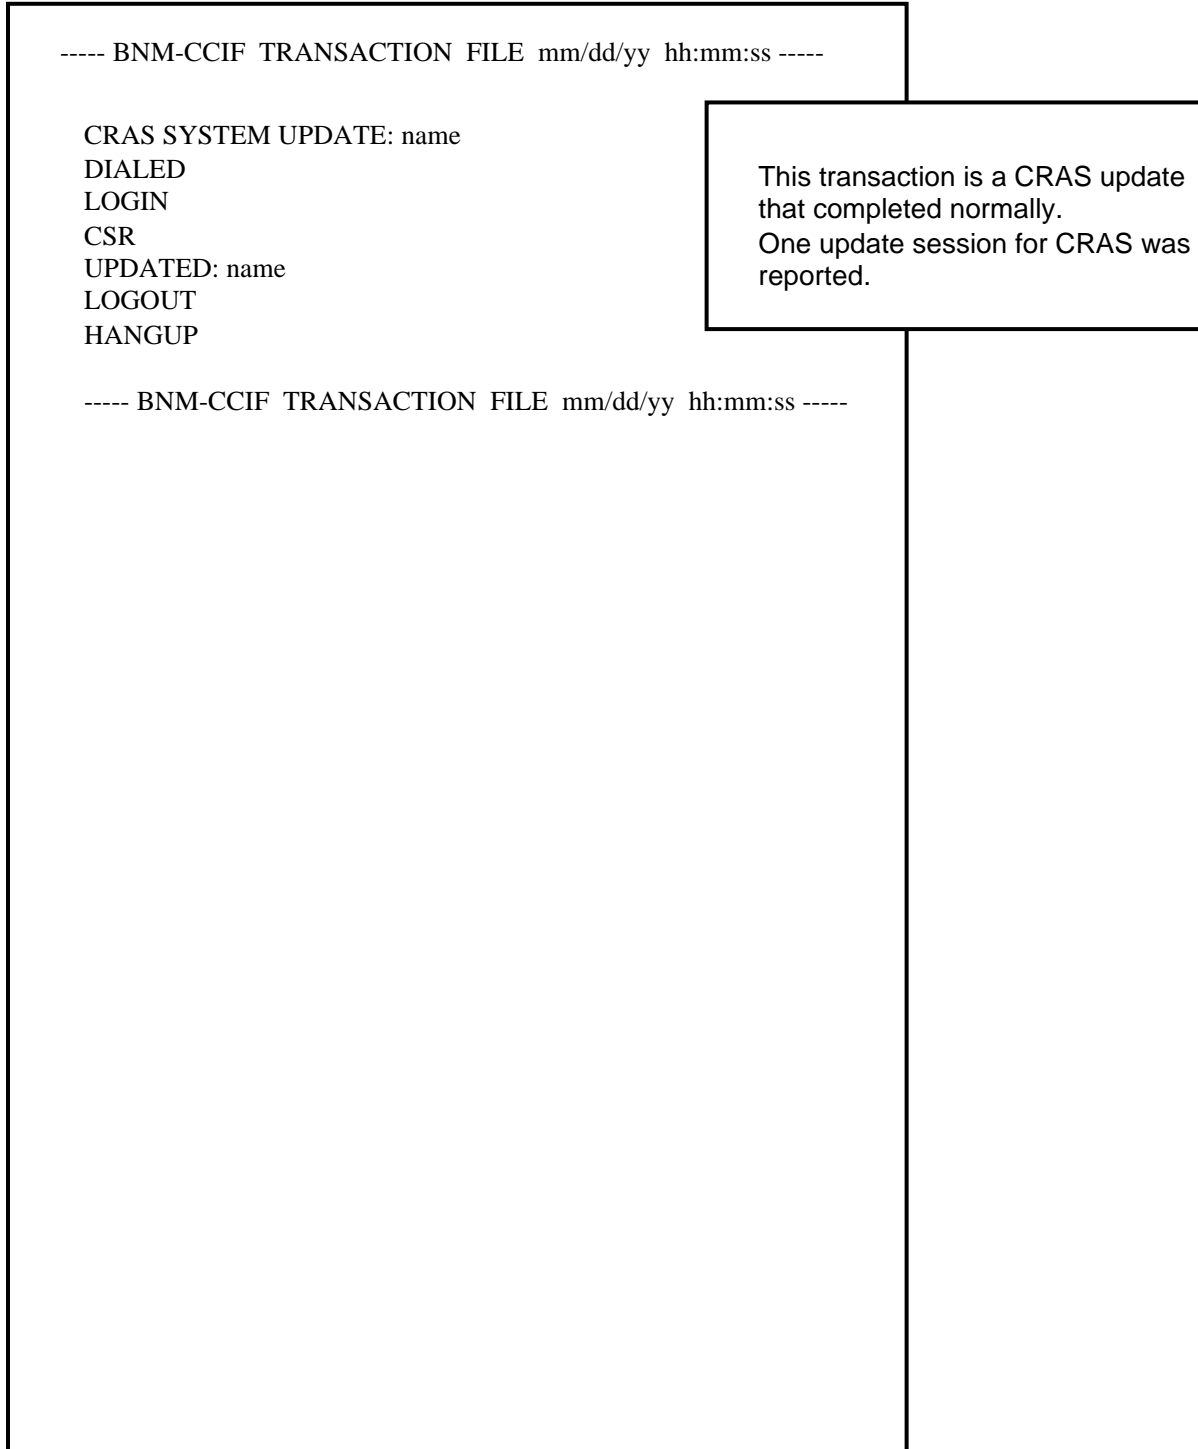 ----- BNM-CCIF TRANSACTION FILE mm/dd/yy hh:mm:ss -----
CRAS SYSTEM UPDATE: name
DIALED
LOGIN
CSR
UPDATED: name
LOGOUT
HANGUP
----- BNM-CCIF TRANSACTION FILE mm/dd/yy hh:mm:ss -----
This transaction is a CRAS update
that completed normally.
One update session for CRAS was
reported.